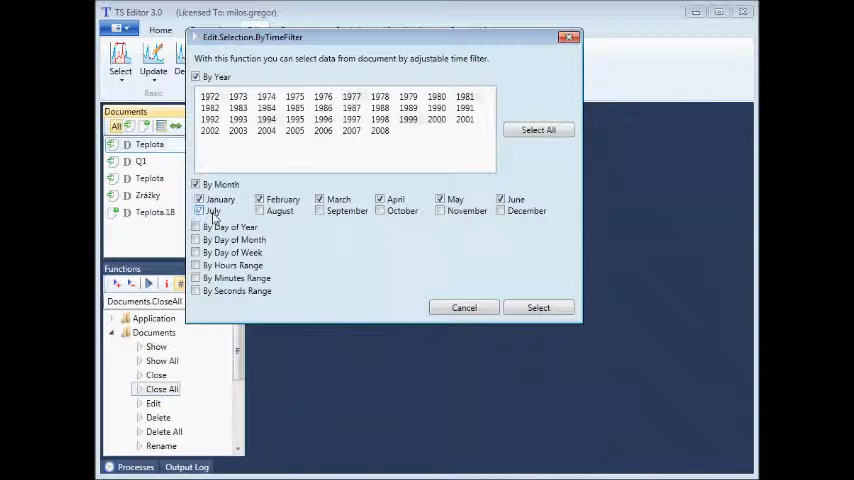 TS Editor 3.0 (Licensed To: milos.gregor)
Home
Select Update
Basic
Documents
All
D Teplota
D Q1
D Teplota
D Zrážky
D Teplota.18
Functions
Documents.CloseAll
Application
Documents
Show
Show All
Close
Close All
Edit
Delete
Delete All
Rename
Processes Output Log
Edit.Selection.ByTimeFilter
With this function you can select data from document by adjustable time filter.
By Year
1972 1973 1974 1975 1976 1977 1978 1979 1980 1981
1982 1983 1984 1985 1986 1987 1988 1989 1990 1991
1992 1993 1994 1995 1996 1997 1998 1999 2000 2001
2002 2003 2004 2005 2006 2007 2008
Select All
By Month
January February March April May June
July August September October November December
By Day of Year
By Day of Month
By Day of Week
By Hours Range
By Minutes Range
By Seconds Range
Cancel Select